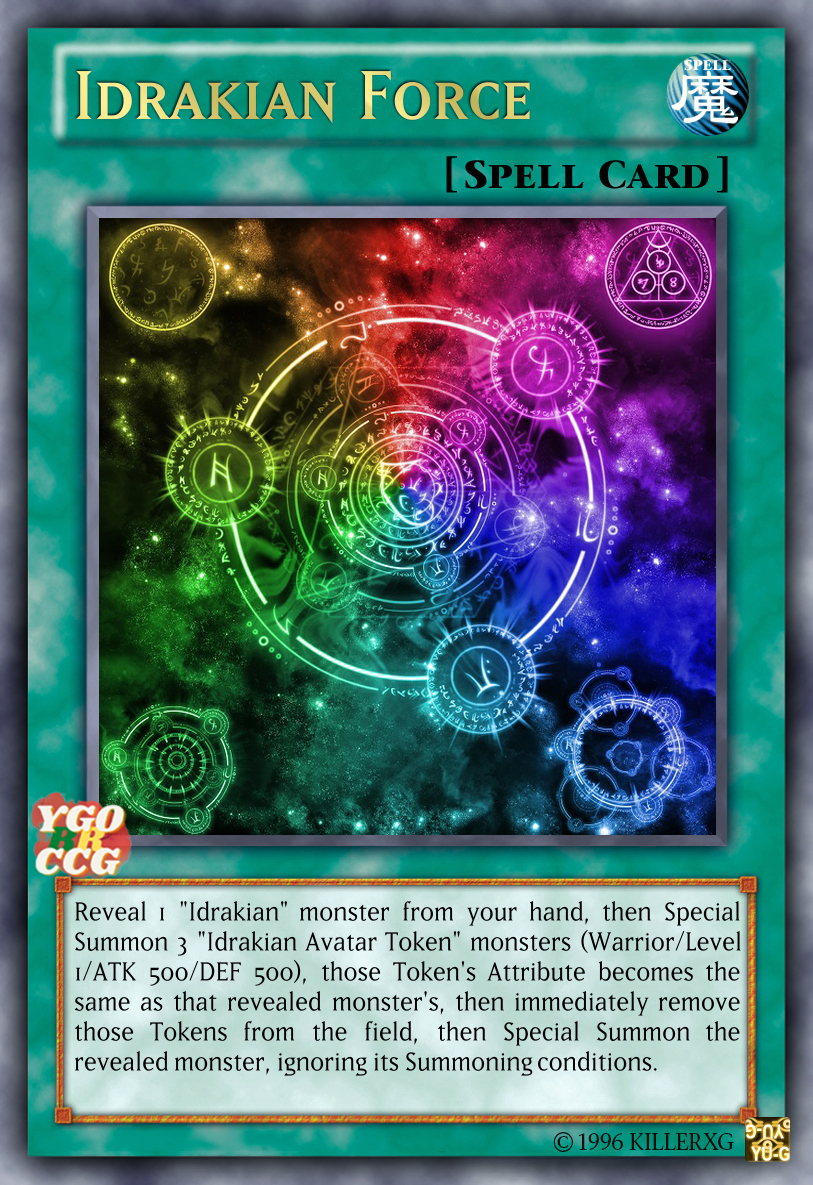 Idrakian Force
SPELL
魔
[Spell Card]
YGO
CCG
Reveal 1 "Idrakian" monster from your hand, then Special
Summon 3 "Idrakian Avatar Token" monsters (Warrior/Level
1/ATK 500/DEF 500), those Token's Attribute becomes the
same as that revealed monster's, then immediately remove
those Tokens from the field, then Special Summon the
revealed monster, ignoring its Summoning conditions.
© 1996 KILLERXG